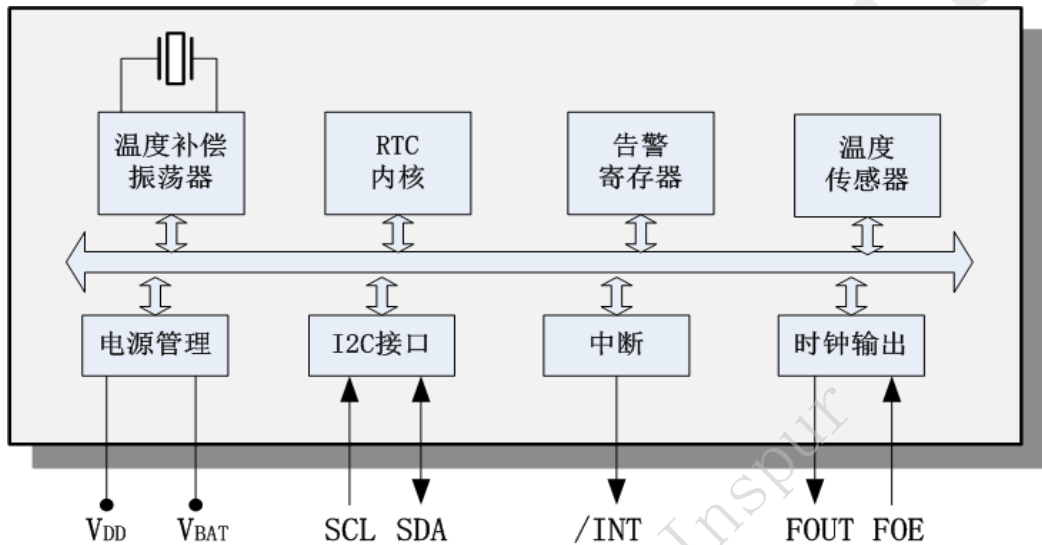 温度补偿
振荡器
RTC
内核
告警
寄存器
温度
传感器
电源管理
I2C接口
中断
时钟输出
VDD
VBAT
SCL
SDA
/INT
FOUT
FOE
Inspur